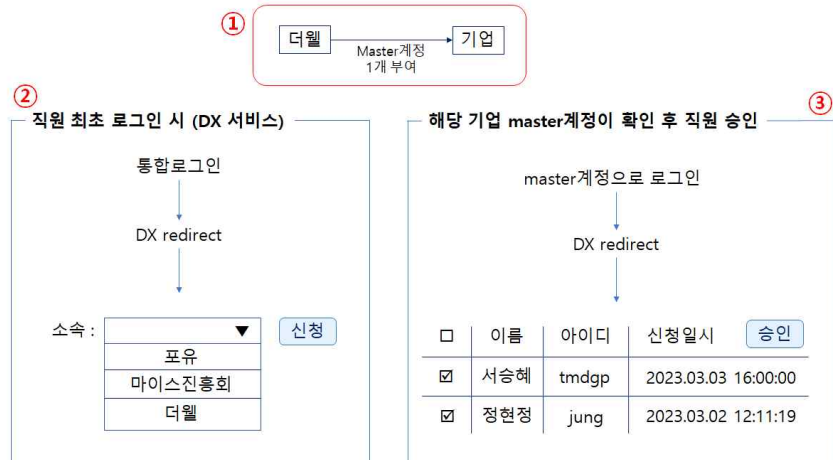 ①
더웰
Master계정
1개 부여
기업
②
직원 최초 로그인 시 (DX 서비스)
통합로그인
DX redirect
소속 : ▼ 신청
포유
마이스진흥회
더웰
③
해당 기업 master계정이 확인 후 직원 승인
master계정으로 로그인
DX redirect
☐ 이름 아이디 신청일시 승인
☑ 서승혜 tmdgp 2023.03.03 16:00:00
☑ 정현정 jung 2023.03.02 12:11:19